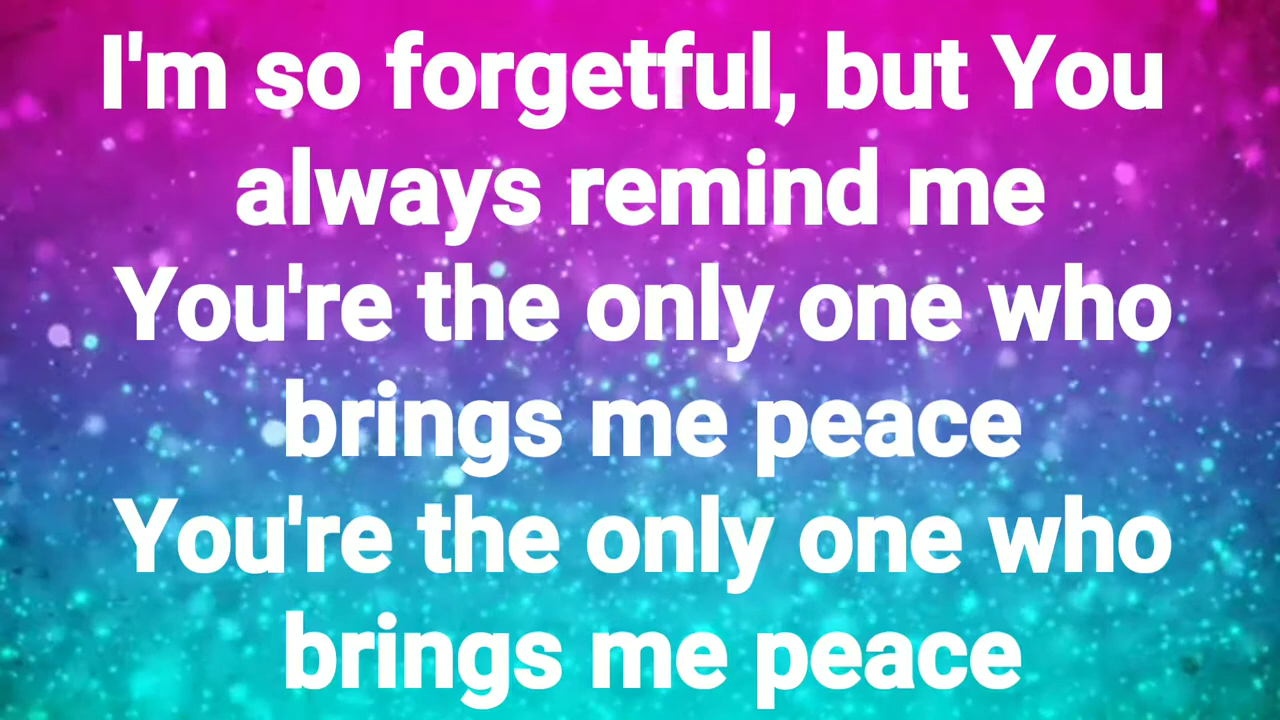 I'm so forgetful, but You
always remind me
You're the only one who
brings me peace
You're the only one who
brings me peace